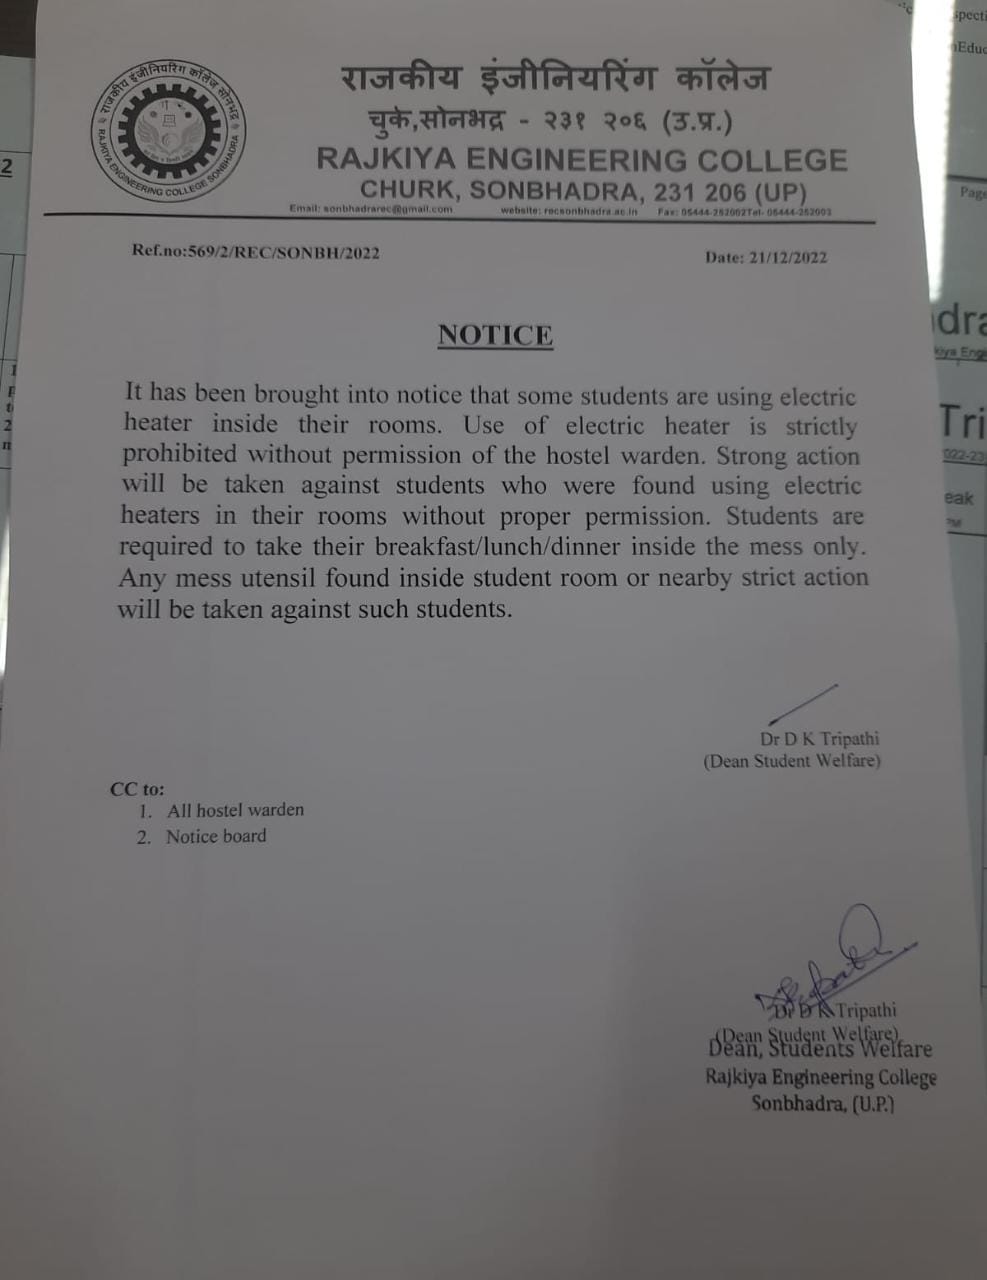 राजकीय इंजीनियरिंग कॉलेज सोनभद्र
RAJKIYA ENGINEERING COLLEGE SONBHADRA
राजकीय इंजीनियरिंग कॉलेज
चुर्क,सोनभद्र - २३१ २०६ (उ.प्र.)
RAJKIYA ENGINEERING COLLEGE
CHURK, SONBHADRA, 231 206 (UP)
Email: sonbhadrarec@gmail.com website: recsonbhadra.ac.in Fax: 05444-252002Tel- 05444-252003
Ref.no:569/2/REC/SONBH/2022 Date: 21/12/2022
NOTICE
It has been brought into notice that some students are using electric
heater inside their rooms. Use of electric heater is strictly
prohibited without permission of the hostel warden. Strong action
will be taken against students who were found using electric
heaters in their rooms without proper permission. Students are
required to take their breakfast/lunch/dinner inside the mess only.
Any mess utensil found inside student room or nearby strict action
will be taken against such students.
Dr D K Tripathi
(Dean Student Welfare)
CC to:
1. All hostel warden
2. Notice board
Dr D K Tripathi
(Dean Student Welfare)
Dean, Students Welfare
Rajkiya Engineering College
Sonbhadra, (U.P.)
2
Page
dra
Tri
022-23
eak
PM